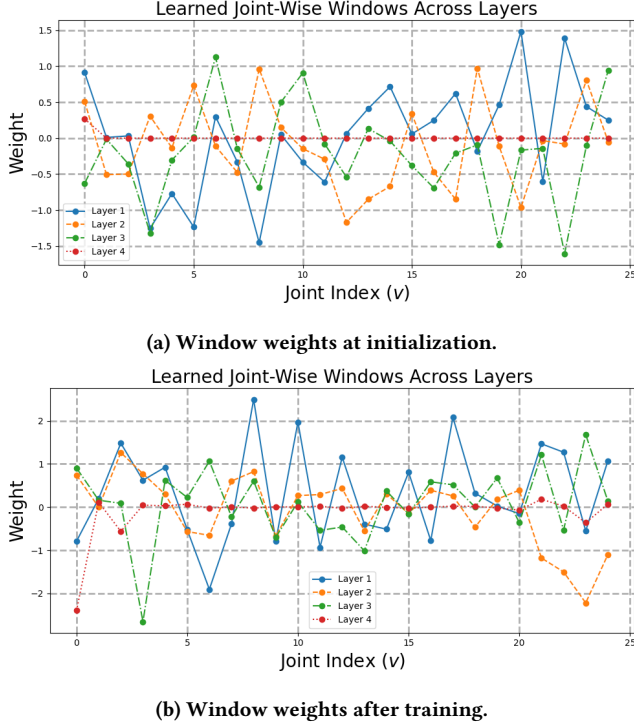 Learned Joint-Wise Windows Across Layers
1.5
1.0
0.5
0.0
−0.5
−1.0
−1.5
Weight
Layer 1
Layer 2
Layer 3
Layer 4
0
5
10
15
20
25
Joint Index (v)
(a) Window weights at initialization.
Learned Joint-Wise Windows Across Layers
2
1
0
−1
−2
Weight
Layer 1
Layer 2
Layer 3
Layer 4
0
5
10
15
20
25
Joint Index (v)
(b) Window weights after training.